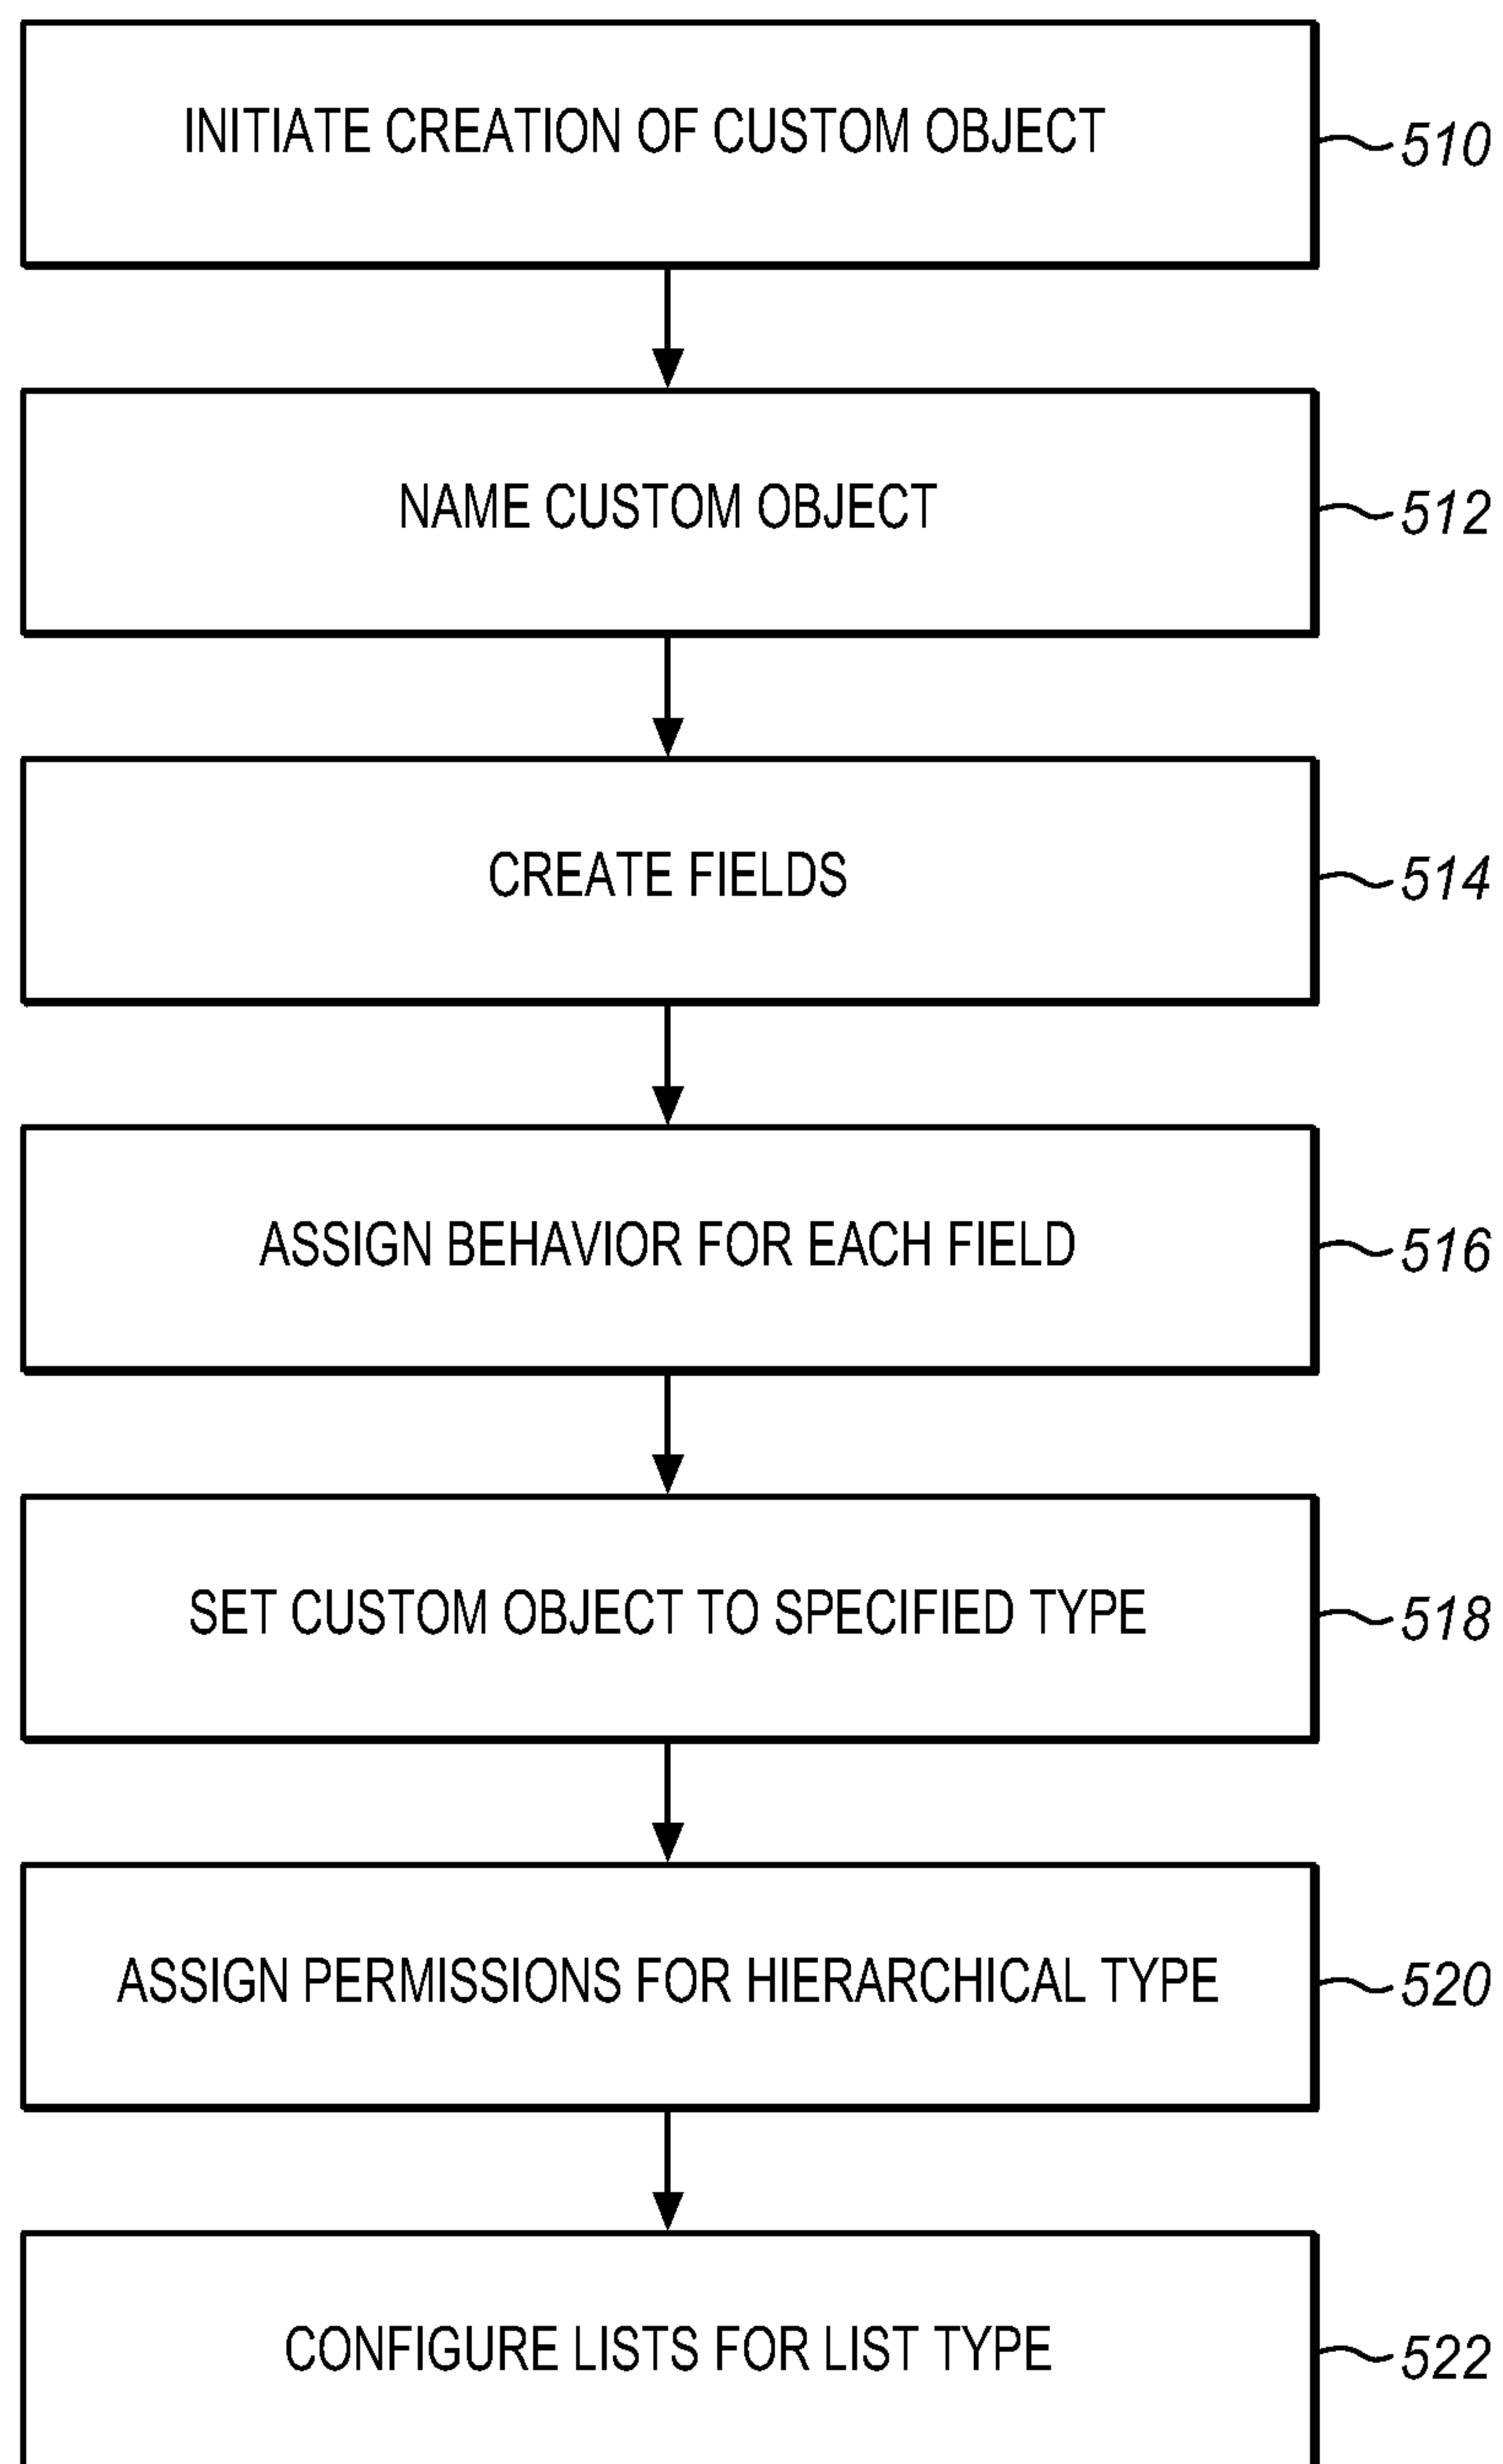 INITIATE CREATION OF CUSTOM OBJECT
510
NAME CUSTOM OBJECT
512
CREATE FIELDS
514
ASSIGN BEHAVIOR FOR EACH FIELD
516
SET CUSTOM OBJECT TO SPECIFIED TYPE
518
ASSIGN PERMISSIONS FOR HIERARCHICAL TYPE
520
CONFIGURE LISTS FOR LIST TYPE
522